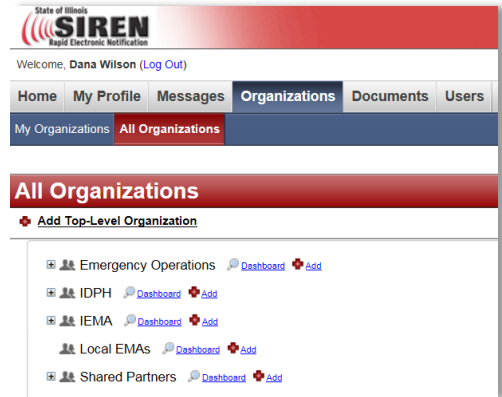 State of Illinois
SIREN
Rapid Electronic Notification
Welcome, Dana Wilson (Log Out)
Home My Profile Messages Organizations Documents Users
My Organizations All Organizations
All Organizations
Add Top-Level Organization
Emergency Operations Dashboard Add
IDPH Dashboard Add
IEMA Dashboard Add
Local EMAs Dashboard Add
Shared Partners Dashboard Add